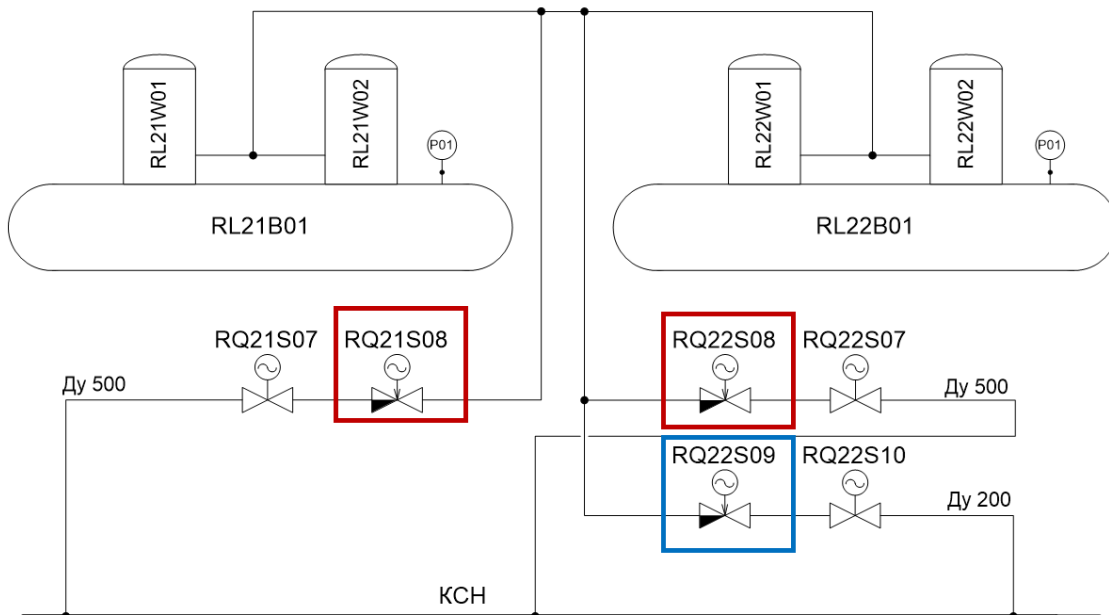 RL21W01
RL21W02
P01
RL21B01
RL22W01
RL22W02
P01
RL22B01
RQ21S07
RQ21S08
Ду 500
RQ22S08
RQ22S07
Ду 500
RQ22S09
RQ22S10
Ду 200
КСН